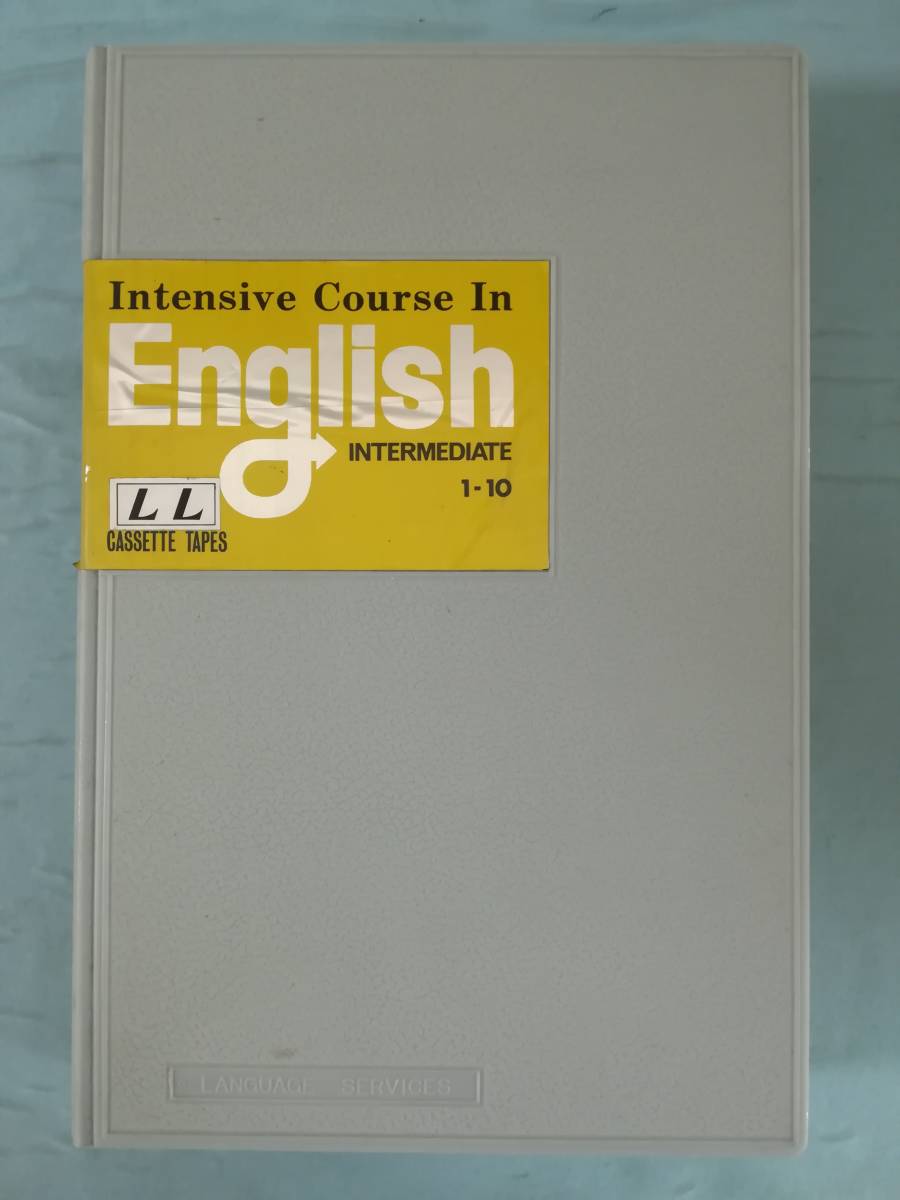 Intensive Course In
English
INTERMEDIATE
1-10
LL
CASSETTE TAPES
LANGUAGE SERVICES